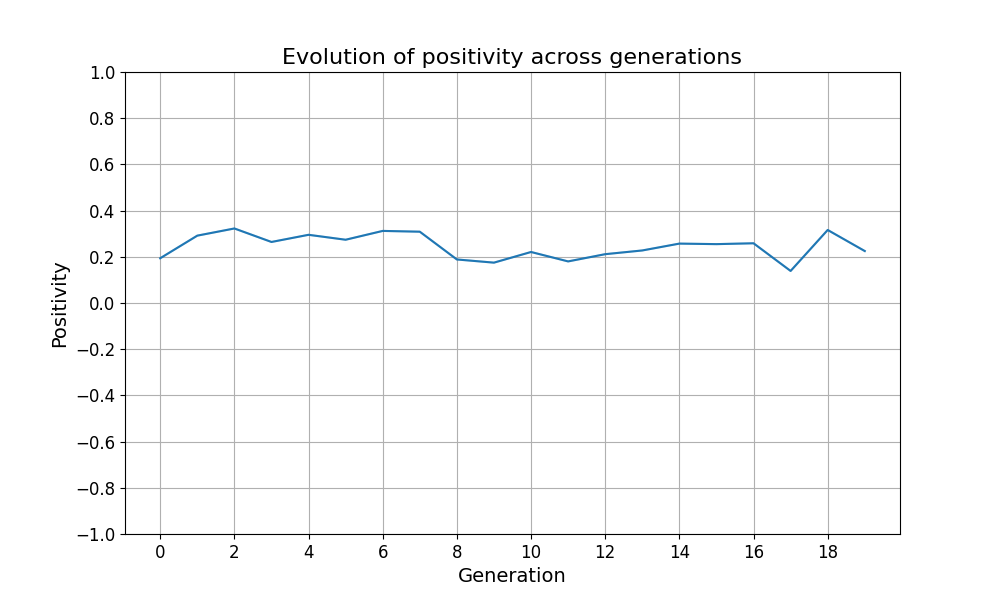 Evolution of positivity across generations
1.0
0.8
0.6
0.4
0.2
0.0
−0.2
−0.4
−0.6
−0.8
−1.0
Positivity
0 2 4 6 8 10 12 14 16 18
Generation